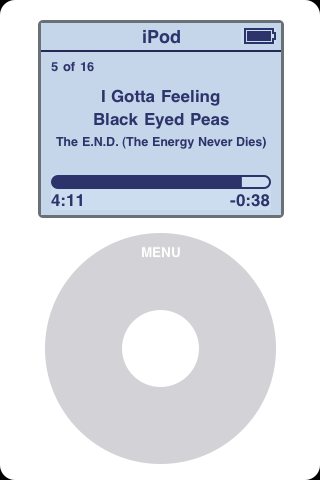 iPod
5 of 16
I Gotta Feeling
Black Eyed Peas
The E.N.D. (The Energy Never Dies)
4:11 -0:38
MENU